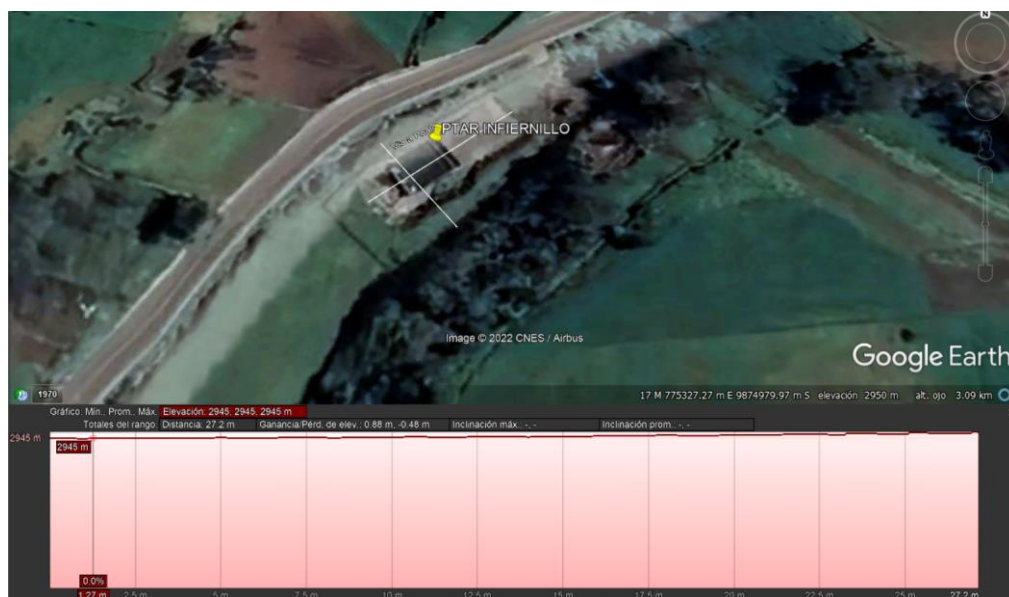 N
PTAR INFIERNILLO
Image © 2022 CNES / Airbus
Google Earth
1970
17 M 775327.27 m E 9874979.97 m S elevación 2950 m alt. ojo 3.09 km
Gráfico: Mín., Prom., Máx. Elevación: 2945, 2945, 2945 m
Totales del rango: Distancia: 27.2 m Ganancia/Pérd. de elev.: 0.88 m, -0.48 m Inclinación máx.: -, - Inclinación prom.: -, -
2945 m
2945 m
0.0%
1.27 m 2.5 m 5 m 7.5 m 10 m 12.5 m 15 m 17.5 m 20 m 22.5 m 25 m 27.2 m